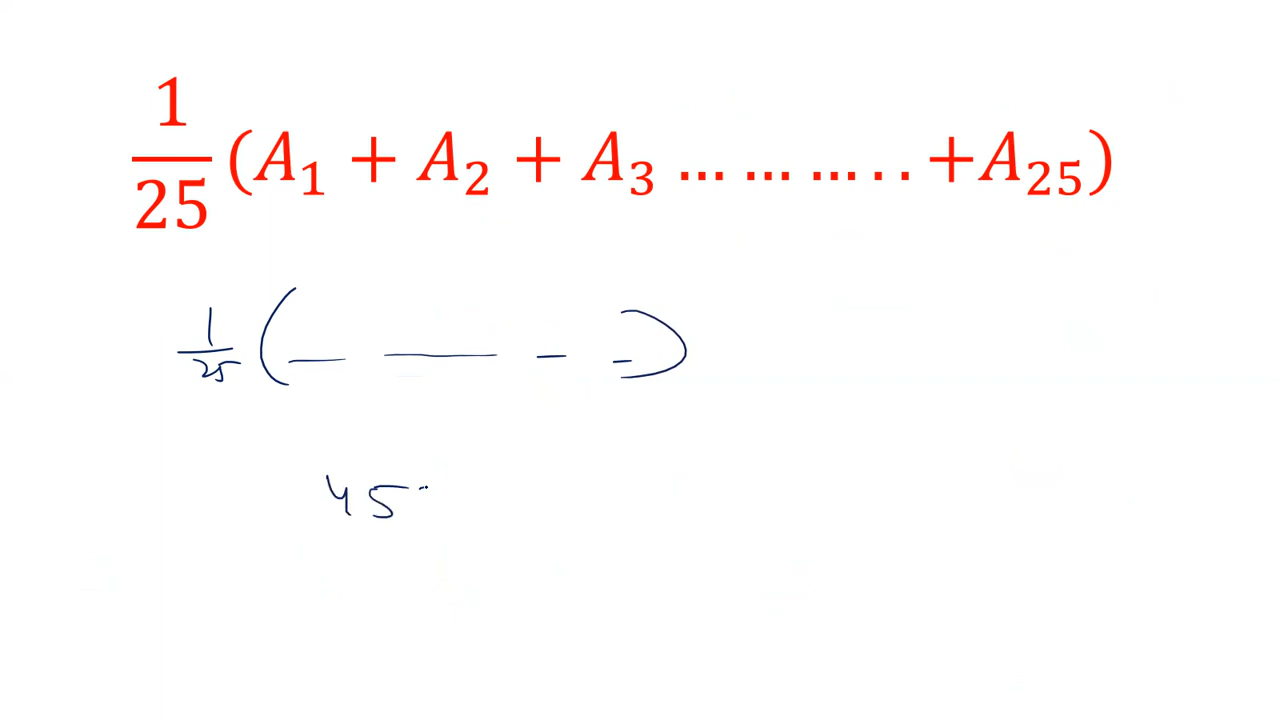 1/25 (A₁ + A₂ + A₃ … … … . . +A₂₅)
1/25 ( _ _ _ _ )
45